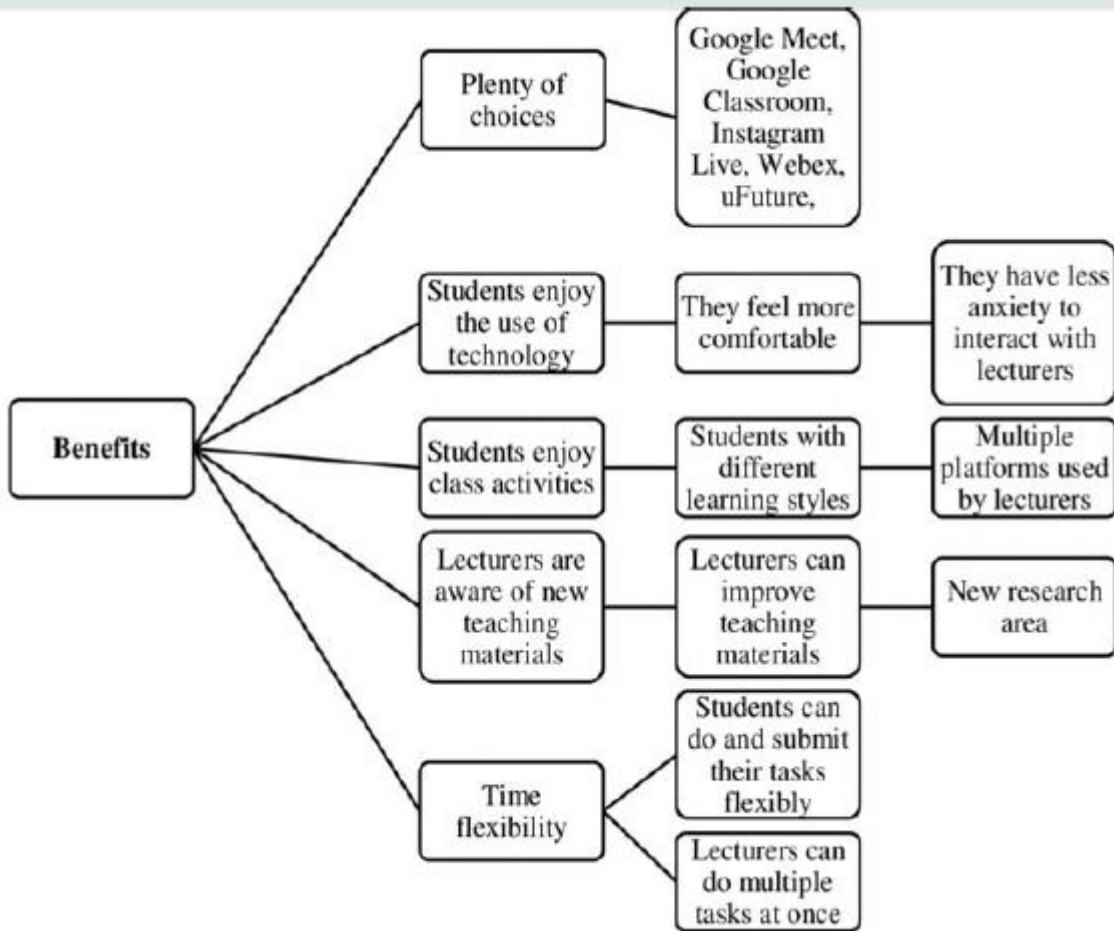 Benefits
Plenty of
choices
Google Meet,
Google
Classroom,
Instagram
Live, Webex,
uFuture,
Students enjoy
the use of
technology
They feel more
comfortable
They have less
anxiety to
interact with
lecturers
Students enjoy
class activities
Students with
different
learning styles
Multiple
platforms used
by lecturers
Lecturers are
aware of new
teaching
materials
Lecturers can
improve
teaching
materials
New research
area
Time
flexibility
Students can
do and submit
their tasks
flexibly
Lecturers can
do multiple
tasks at once